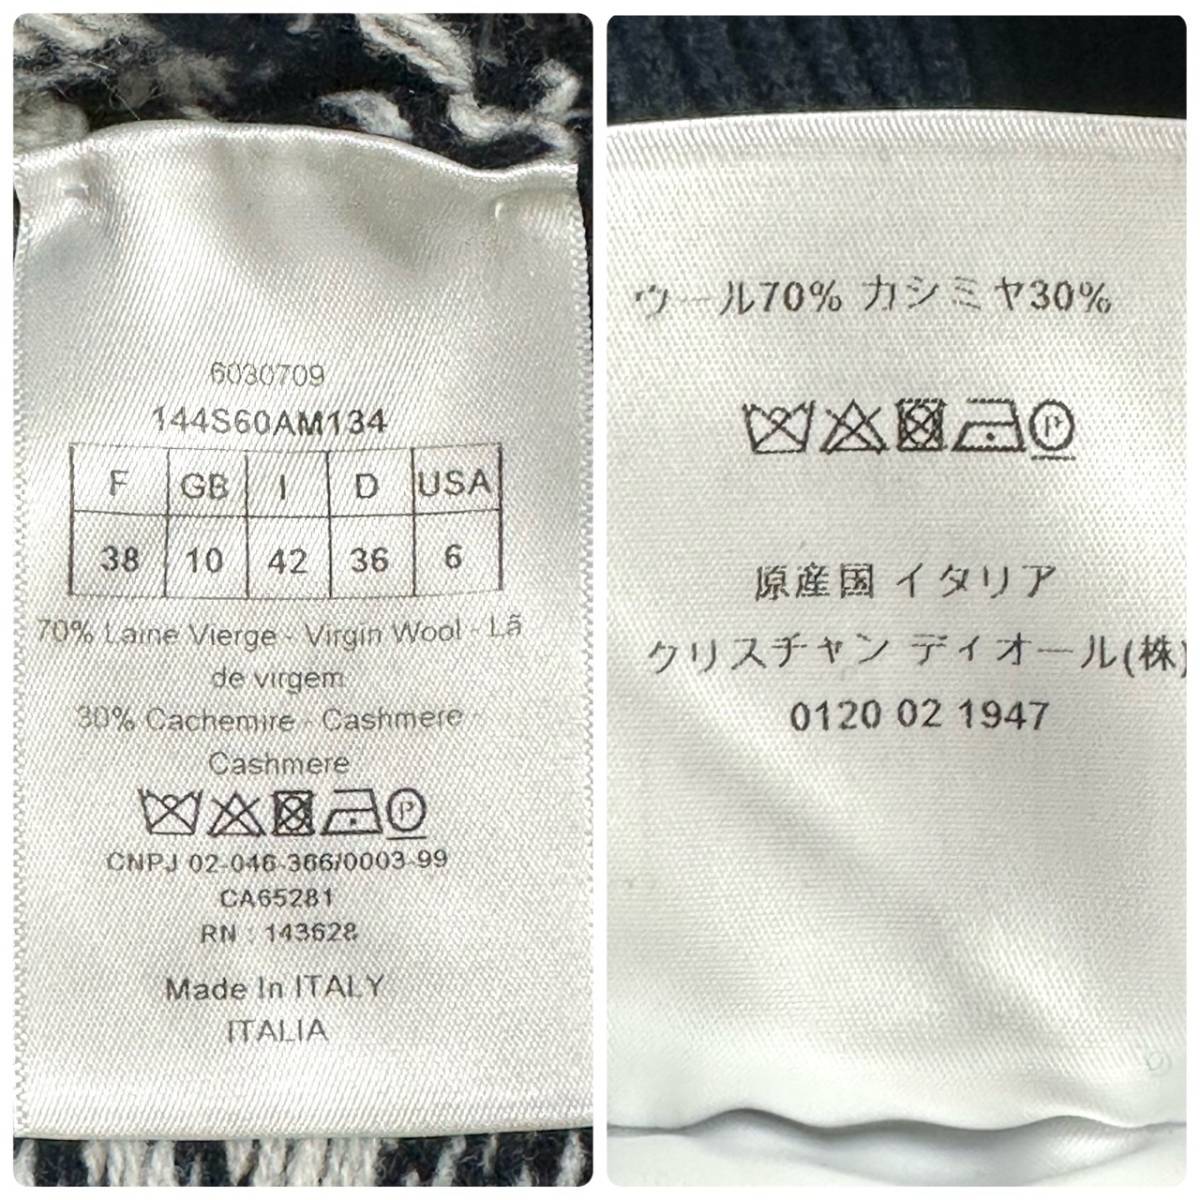 6030709
144S60AM134
F GB I D USA
38 10 42 36 6
70% Laine Vierge - Virgin Wool - Lã
de virgem
30% Cachemire - Cashmere -
Cashmere
P
CNPJ 02-046-366/0003-99
CA65281
RN : 143628
Made In ITALY
ITALIA
ウール70% カシミヤ30%
P
原産国 イタリア
クリスチャン ディオール(株)
0120 02 1947